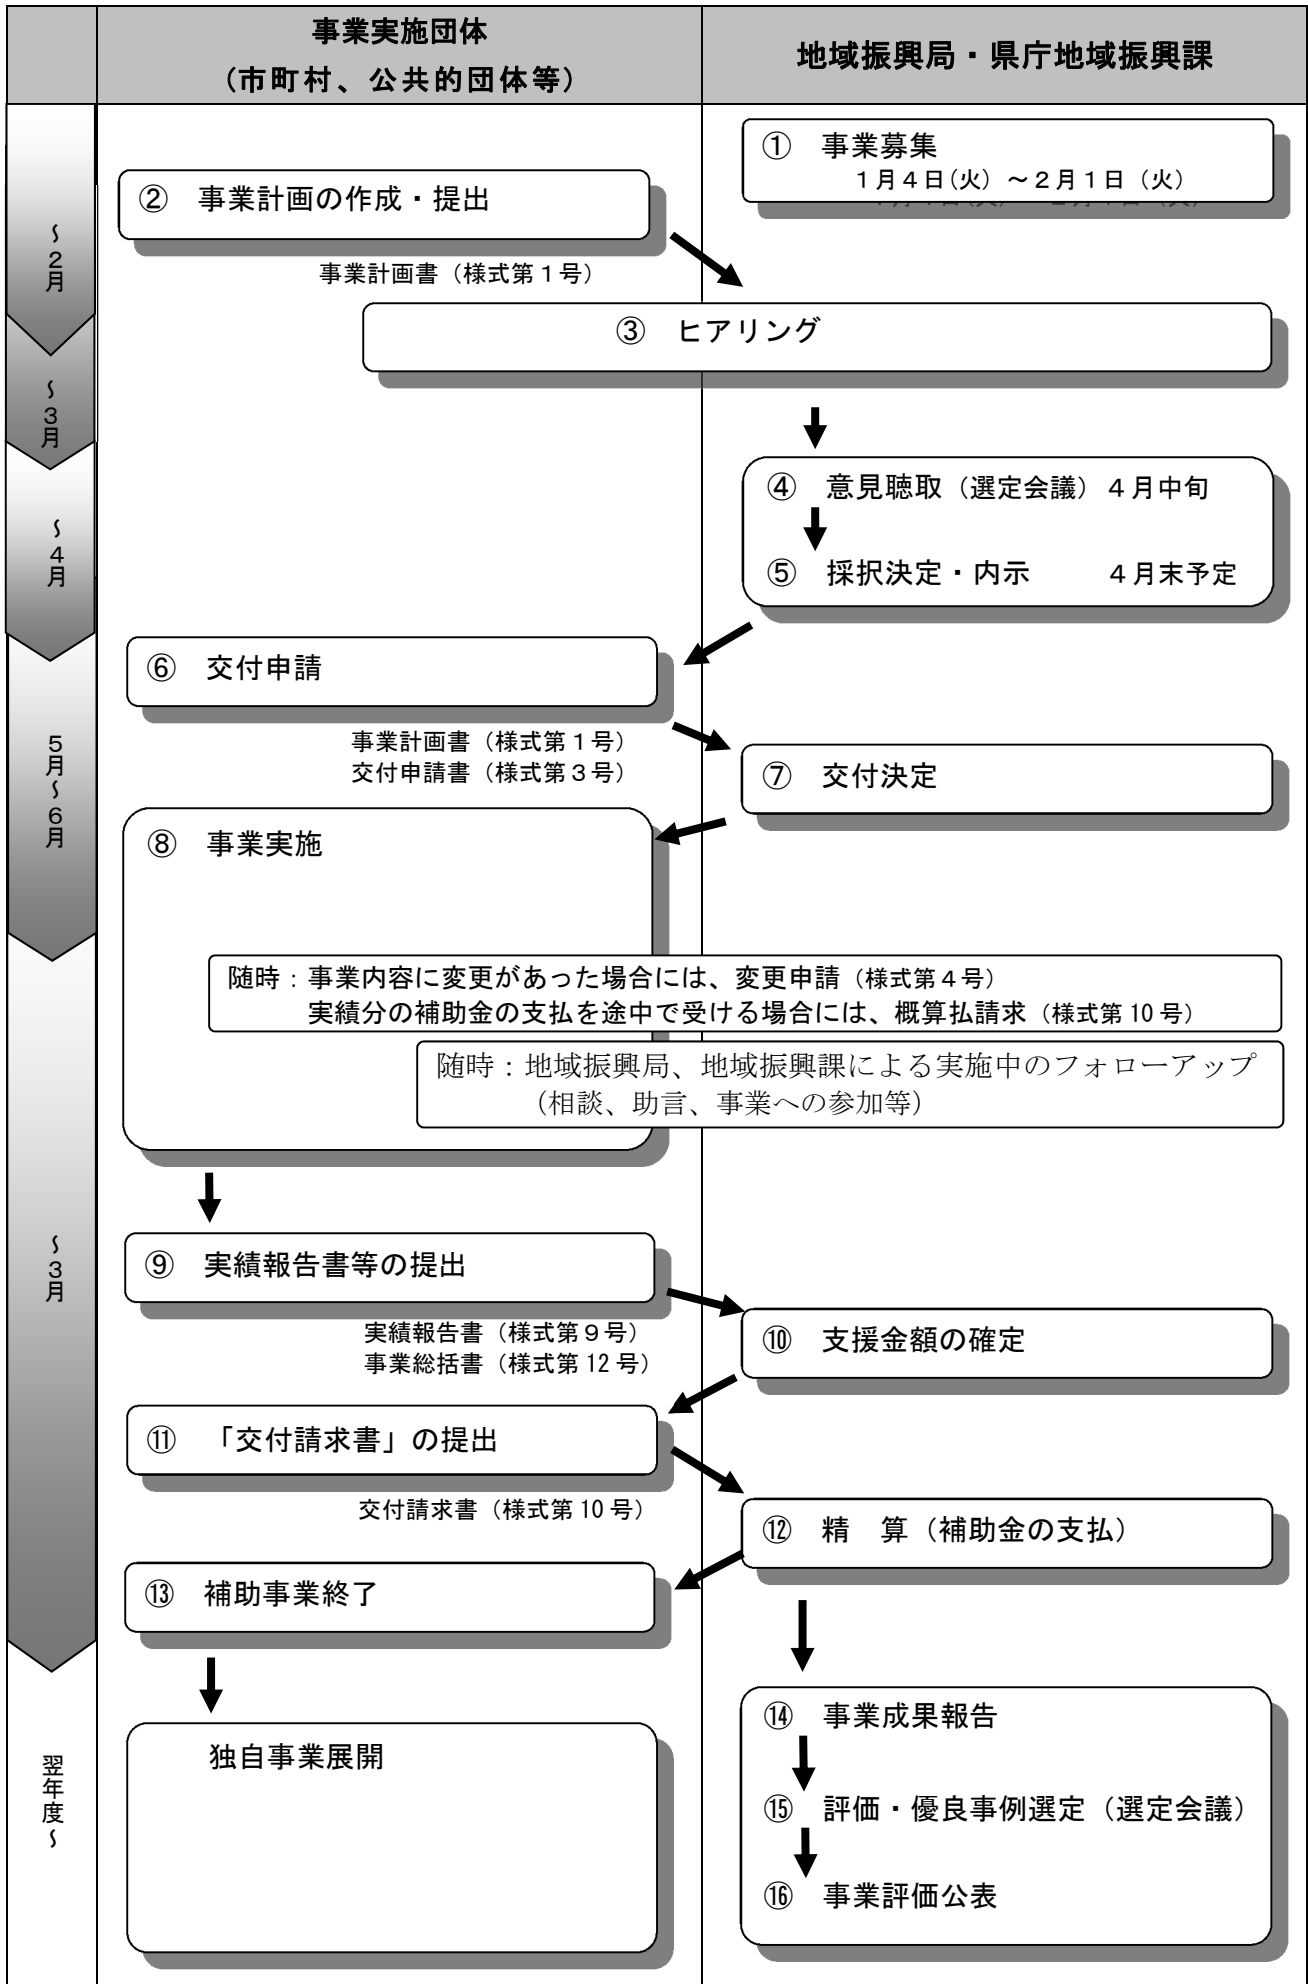 事業実施団体
（市町村、公共的団体等）
地域振興局・県庁地域振興課
～2月
～3月
～4月
5月～6月
～3月
翌年度～
① 事業募集
１月４日(火) ～２月１日（火）
② 事業計画の作成・提出
事業計画書（様式第１号）
③ ヒアリング
④ 意見聴取（選定会議）４月中旬
⑤ 採択決定・内示 ４月末予定
⑥ 交付申請
事業計画書（様式第１号）
交付申請書（様式第３号）
⑦ 交付決定
⑧ 事業実施
随時：事業内容に変更があった場合には、変更申請（様式第４号）
実績分の補助金の支払を途中で受ける場合には、概算払請求（様式第 10 号）
随時：地域振興局、地域振興課による実施中のフォローアップ
（相談、助言、事業への参加等）
⑨ 実績報告書等の提出
実績報告書（様式第９号）
事業総括書（様式第 12 号）
⑩ 支援金額の確定
⑪ 「交付請求書」の提出
交付請求書（様式第 10 号）
⑫ 精 算（補助金の支払）
⑬ 補助事業終了
独自事業展開
⑭ 事業成果報告
⑮ 評価・優良事例選定（選定会議）
⑯ 事業評価公表